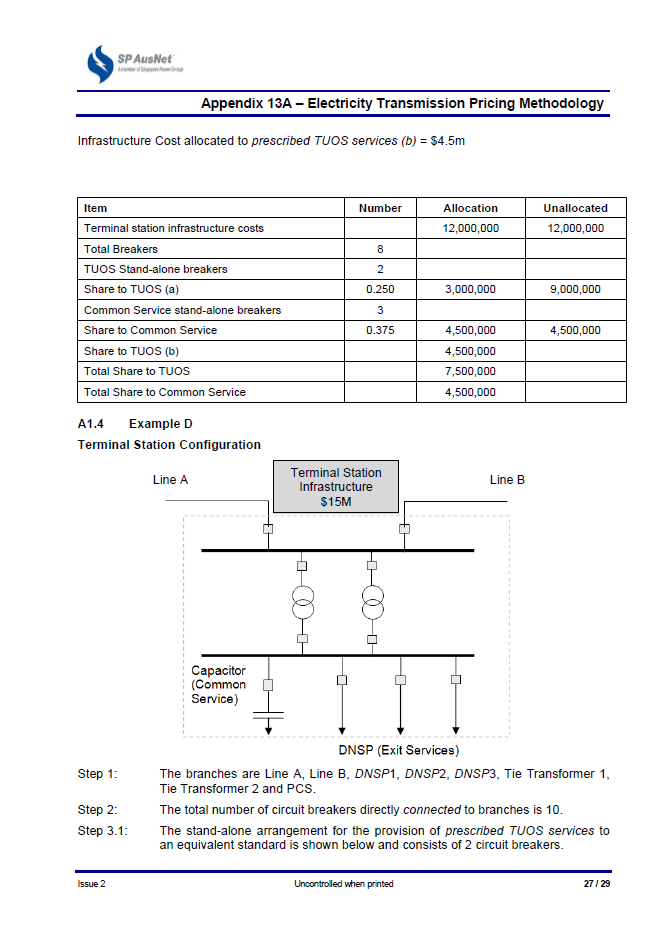 SP AusNet™
A member of Singapore Power Group
Appendix 13A – Electricity Transmission Pricing Methodology
Infrastructure Cost allocated to prescribed TUOS services (b) = $4.5m
Item Number Allocation Unallocated
Terminal station infrastructure costs 12,000,000 12,000,000
Total Breakers 8
TUOS Stand-alone breakers 2
Share to TUOS (a) 0.250 3,000,000 9,000,000
Common Service stand-alone breakers 3
Share to Common Service 0.375 4,500,000 4,500,000
Share to TUOS (b) 4,500,000
Total Share to TUOS 7,500,000
Total Share to Common Service 4,500,000
A1.4 Example D
Terminal Station Configuration
Line A
Terminal Station
Infrastructure
$15M
Line B
Capacitor
(Common
Service)
DNSP (Exit Services)
Step 1: The branches are Line A, Line B, DNSP1, DNSP2, DNSP3, Tie Transformer 1,
Tie Transformer 2 and PCS.
Step 2: The total number of circuit breakers directly connected to branches is 10.
Step 3.1: The stand-alone arrangement for the provision of prescribed TUOS services to
an equivalent standard is shown below and consists of 2 circuit breakers.
Issue 2 Uncontrolled when printed 27 / 29